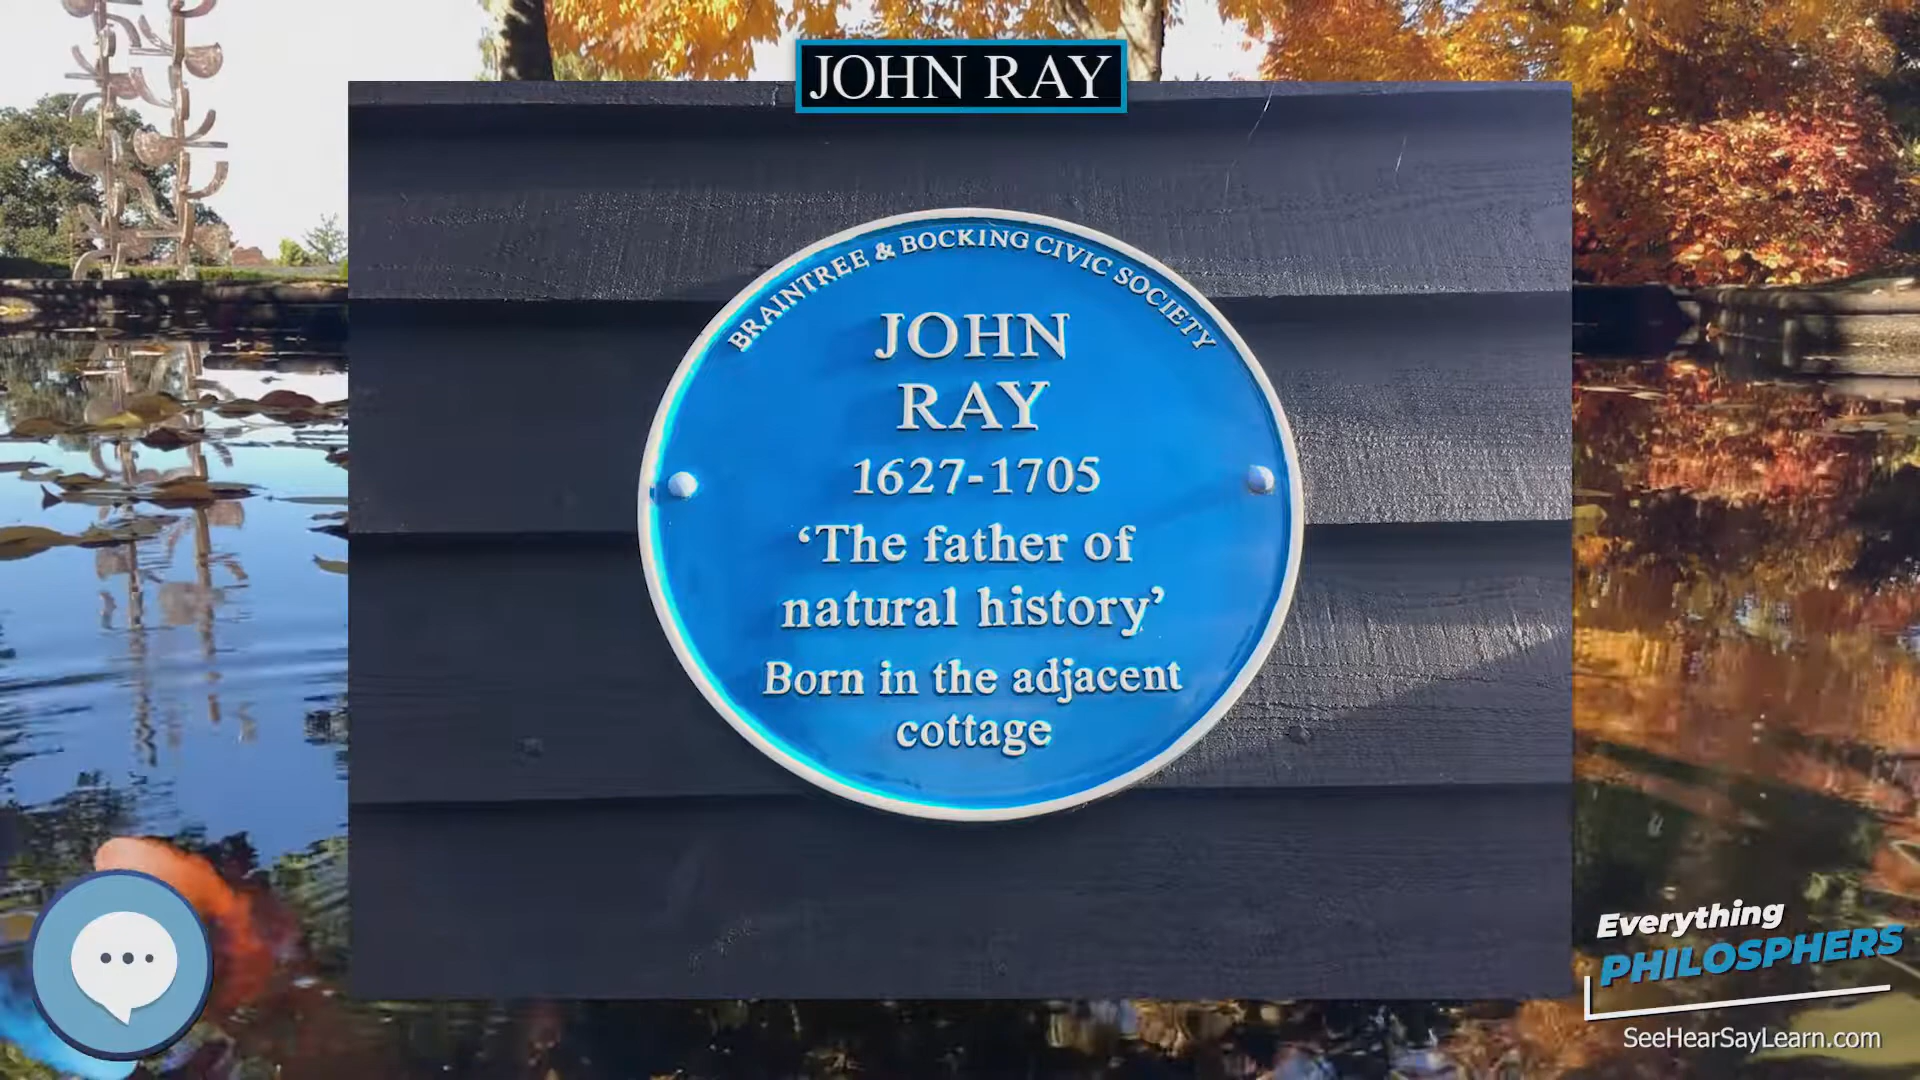 JOHN RAY
BRAINTREE & BOCKING CIVIC SOCIETY
JOHN
RAY
1627-1705
‘The father of
natural history’
Born in the adjacent
cottage
Everything
PHILOSPHERS
SeeHearSayLearn.com